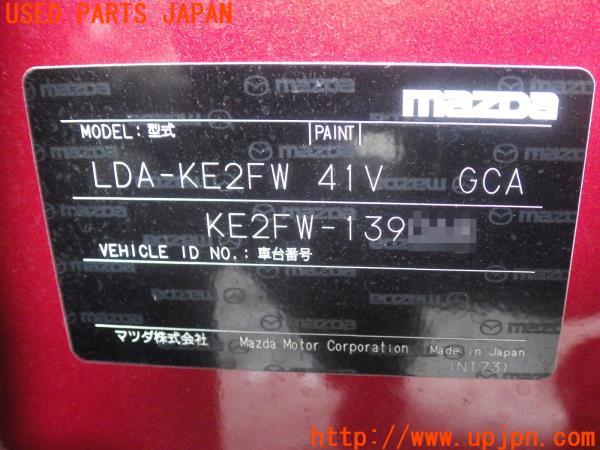 USED PARTS JAPAN
mazda
MODEL: 型式 PAINT
LDA-KE2FW 41V GCA
KE2FW-139
VEHICLE ID NO.: 車台番号
マツダ株式会社 Mazda Motor Corporation Made in Japan
(N173)
http://www.upjpn.com/